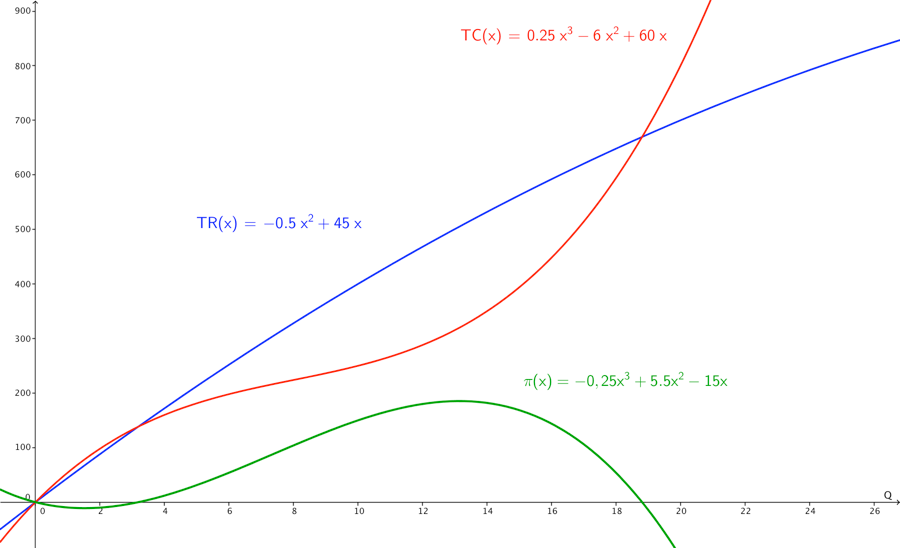 900
TC(x) = 0.25 x³ − 6 x² + 60 x
800
700
600
TR(x) = −0.5 x² + 45 x
500
400
300
π(x) = −0, 25x³ + 5.5x² − 15x
200
100
0
Q
0 2 4 6 8 10 12 14 16 18 20 22 24 26